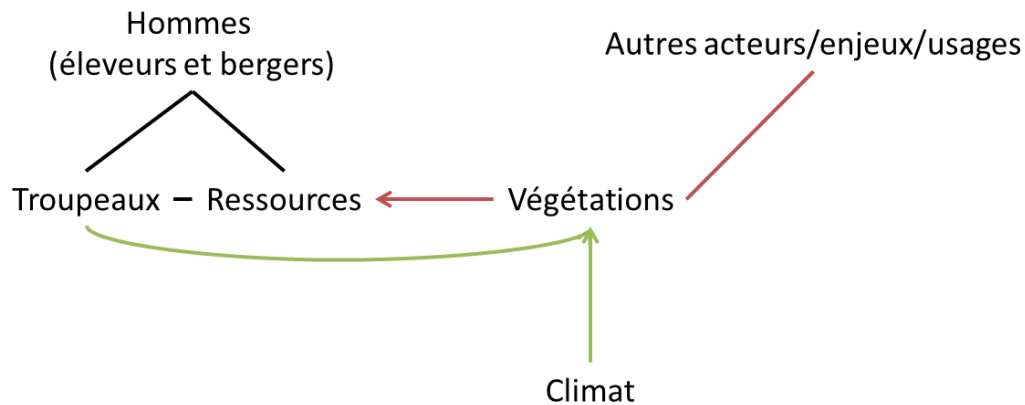 Hommes
(éleveurs et bergers)
Autres acteurs/enjeux/usages
Troupeaux – Ressources
Végétations
Climat